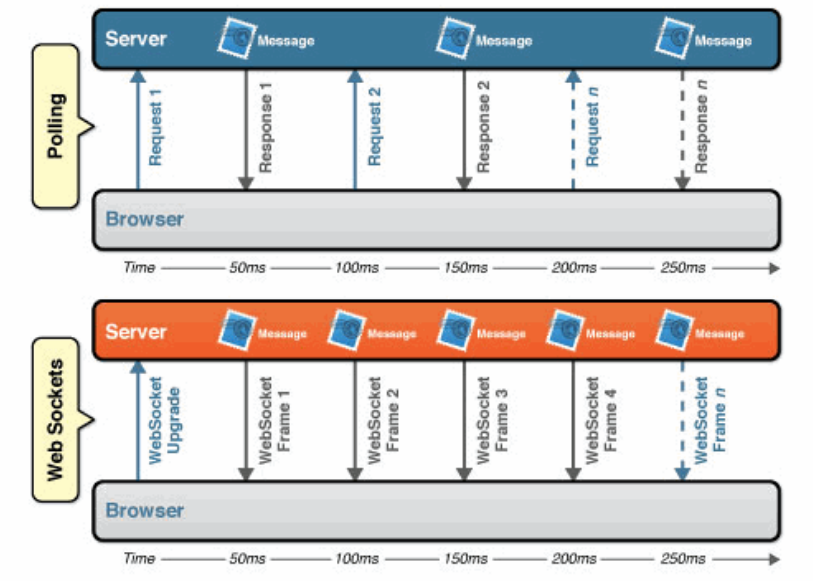 Polling
Server
Message
Message
Message
Request 1
Response 1
Request 2
Response 2
Request n
Response n
Browser
Time 50ms 100ms 150ms 200ms 250ms
Web Sockets
Server
Message
Message
Message
Message
Message
WebSocket
Upgrade
WebSocket
Frame 1
WebSocket
Frame 2
WebSocket
Frame 3
WebSocket
Frame 4
WebSocket
Frame n
Browser
Time 50ms 100ms 150ms 200ms 250ms